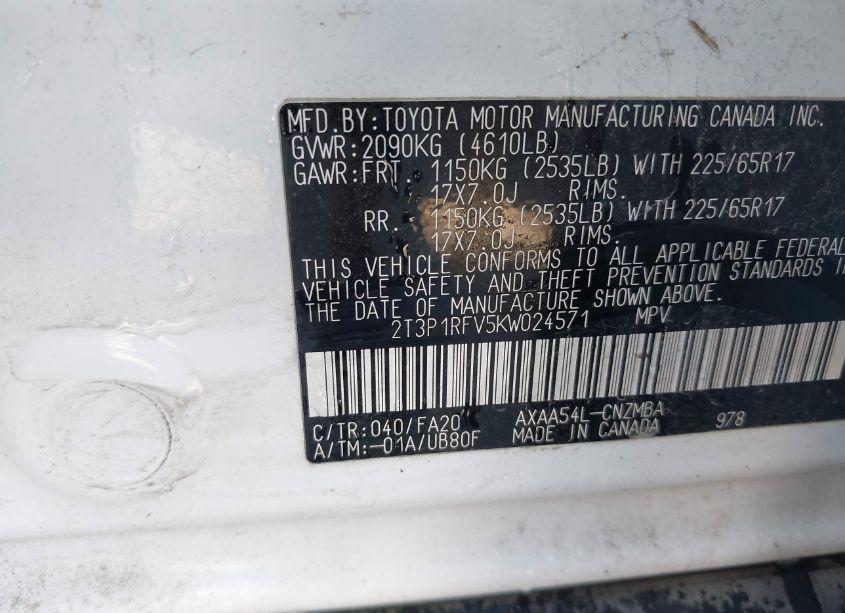 MFD.BY:TOYOTA MOTOR MANUFACTURING CANADA INC.
GVWR:2090KG (4610LB)
GAWR:FRT. 1150KG (2535LB) WITH 225/65R17
17X7.0J RIMS.
RR. 1150KG (2535LB) WITH 225/65R17
17X7.0J RIMS.
THIS VEHICLE CONFORMS TO ALL APPLICABLE FEDERAL
VEHICLE SAFETY AND THEFT PREVENTION STANDARDS I
THE DATE OF MANUFACTURE SHOWN ABOVE.
2T3P1RFV5KW024571 MPV
C/TR:040/FA20 AXAA54L-CNZMBA 978
A/TM:-01A/UB80F MADE IN CANADA